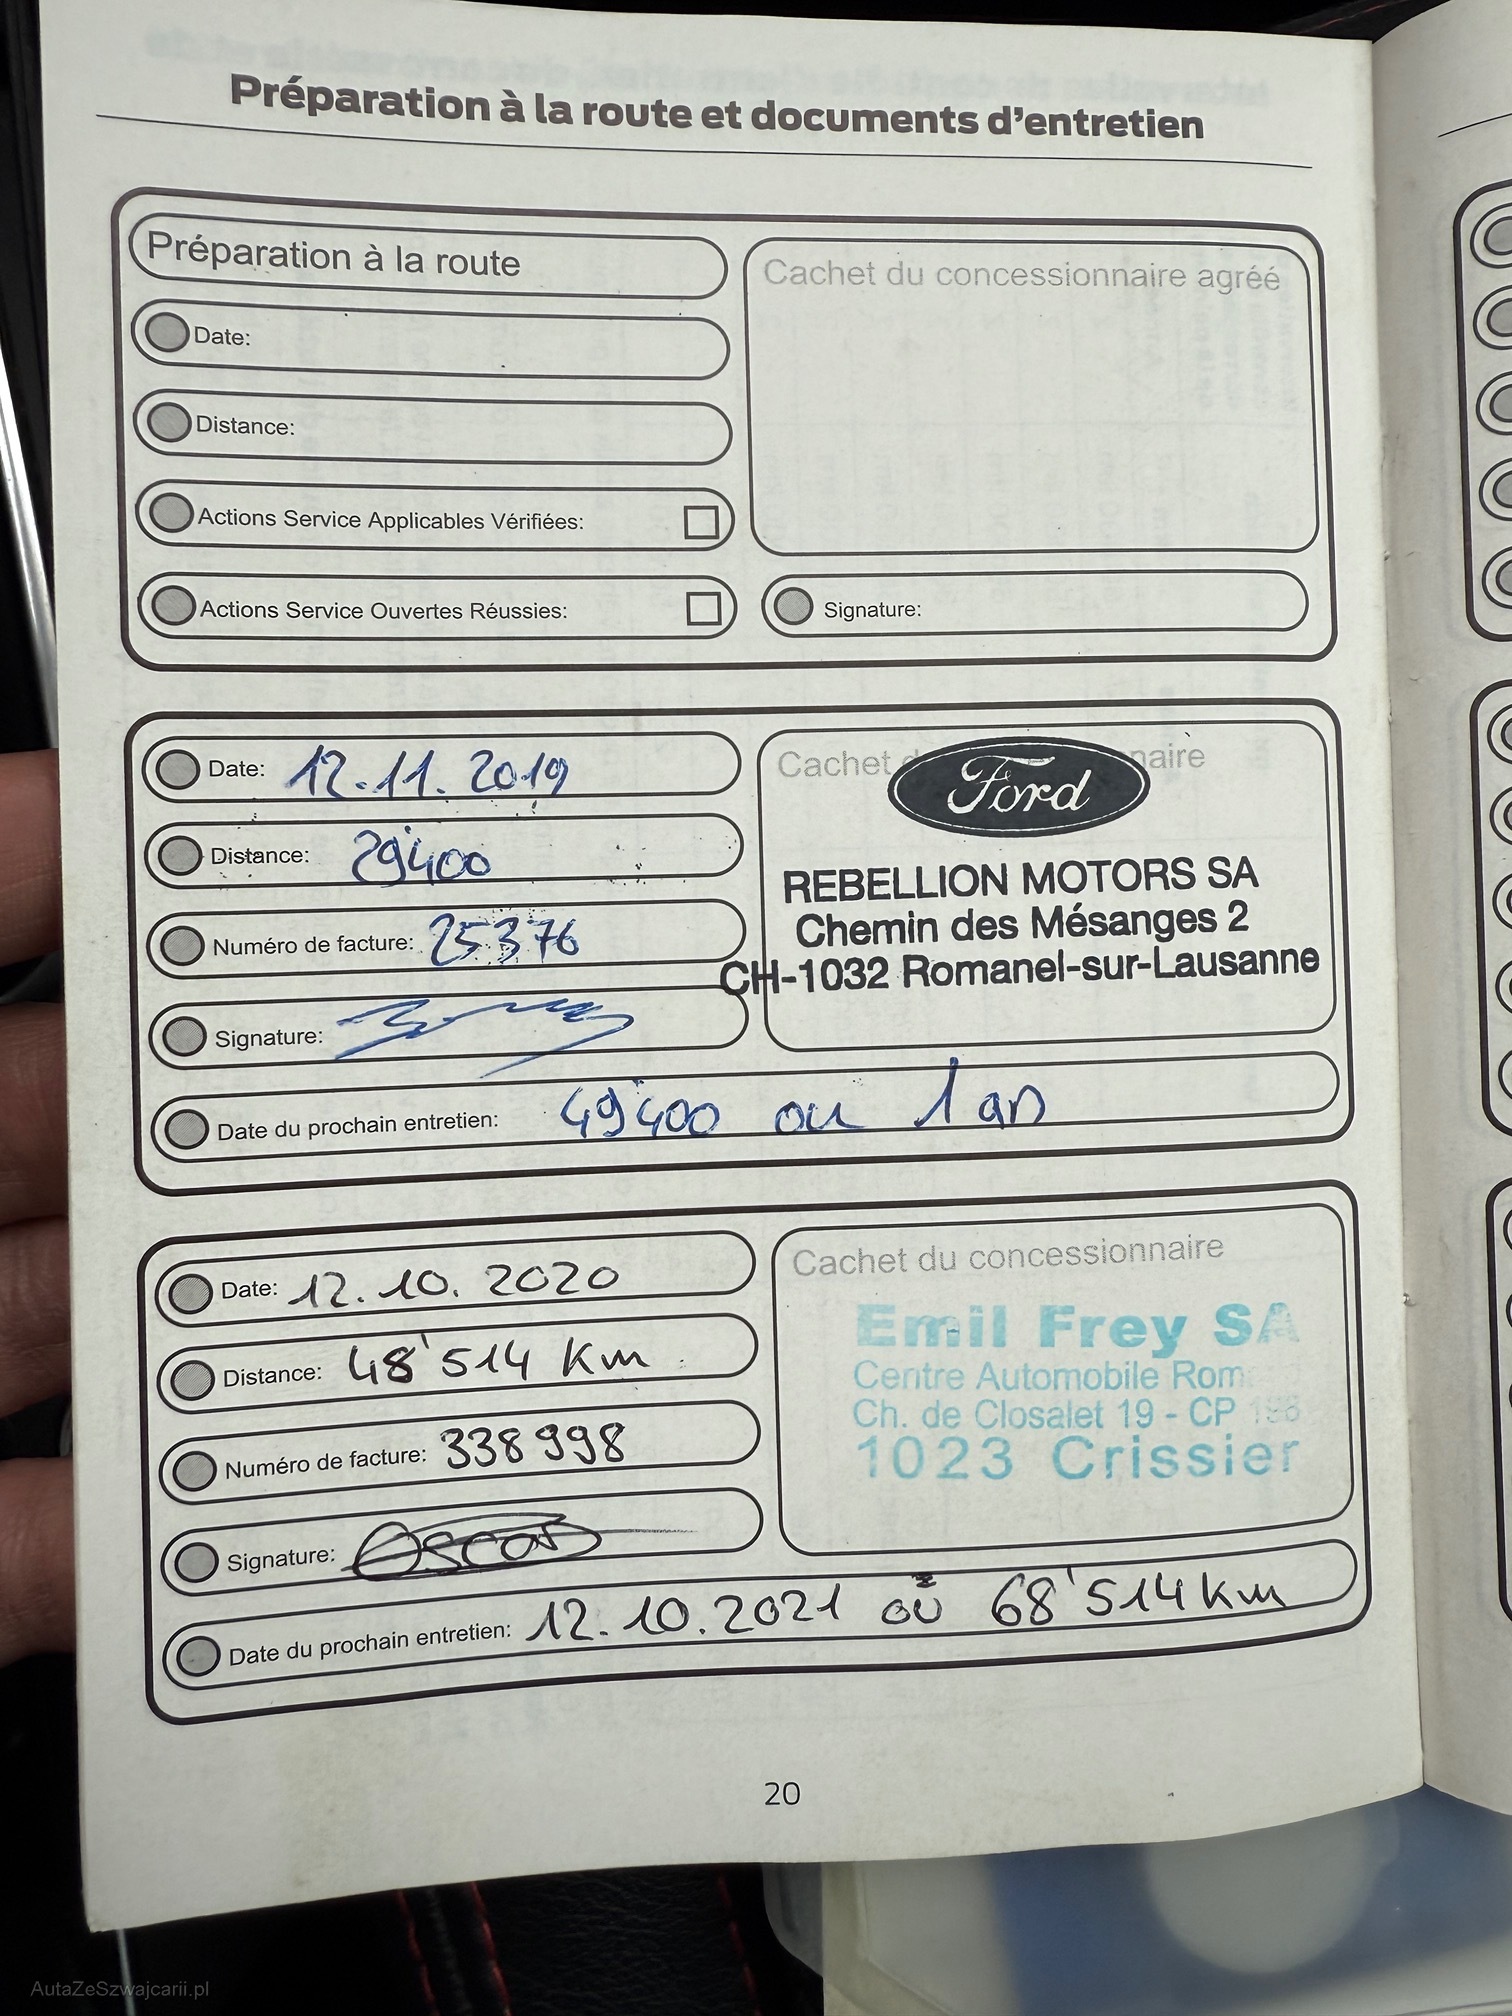 Préparation à la route et documents d'entretien
Préparation à la route
Cachet du concessionnaire agréé
Date:
Distance:
Actions Service Applicables Vérifiées:
Actions Service Ouvertes Réussies:
Signature:
Date: 12.11.2019
Cachet naire
Ford
Distance: 29'400
REBELLION MOTORS SA
Chemin des Mésanges 2
Numéro de facture: 25376
CH-1032 Romanel-sur-Lausanne
Signature:
Date du prochain entretien: 49'400 ou 1 an
Date: 12.10.2020
Cachet du concessionnaire
Emil Frey SA
Distance: 48'514 Km
Centre Automobile Rom
Ch. de Closalet 19 - CP
Numéro de facture: 338998
1023 Crissier
Signature:
Date du prochain entretien: 12.10.2021 ou 68'514 Km
20
AutaZeSzwajcarii.pl